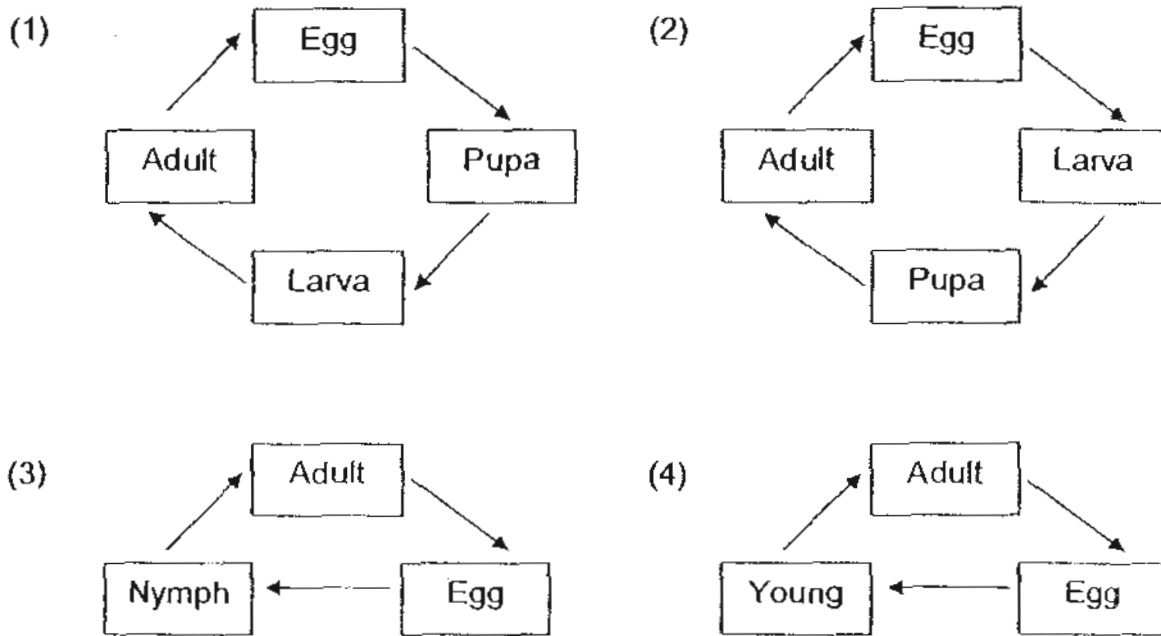 (1) Egg (2) Egg
Adult Pupa Adult Larva
Larva Pupa
(3) Adult (4) Adult
Nymph Egg Young Egg